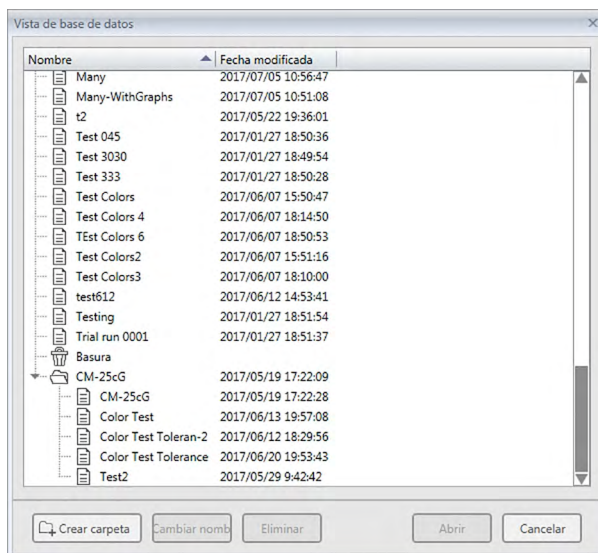 Vista de base de datos
Nombre Fecha modificada
Many 2017/07/05 10:56:47
Many-WithGraphs 2017/07/05 10:51:08
t2 2017/05/22 19:36:01
Test 045 2017/01/27 18:50:36
Test 3030 2017/01/27 18:49:54
Test 333 2017/01/27 18:50:28
Test Colors 2017/06/07 15:50:47
Test Colors 4 2017/06/07 18:14:50
TEst Colors 6 2017/06/07 18:50:53
Test Colors2 2017/06/07 15:51:16
Test Colors3 2017/06/07 18:10:00
test612 2017/06/12 14:53:41
Testing 2017/01/27 18:51:54
Trial run 0001 2017/01/27 18:51:37
Basura
CM-25cG 2017/05/19 17:22:09
CM-25cG 2017/05/19 17:22:28
Color Test 2017/06/13 19:57:08
Color Test Toleran-2 2017/06/12 18:29:56
Color Test Tolerance 2017/06/20 19:53:43
Test2 2017/05/29 9:42:42
Crear carpeta Cambiar nomb Eliminar Abrir Cancelar